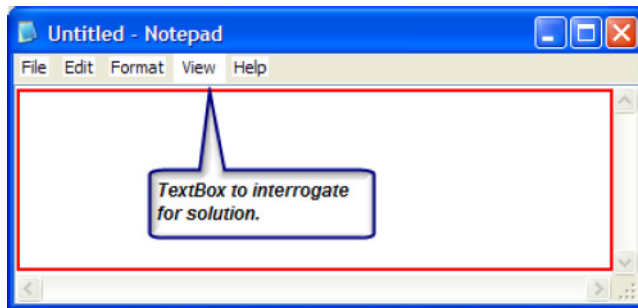 Untitled - Notepad
File Edit Format View Help
TextBox to interrogate
for solution.